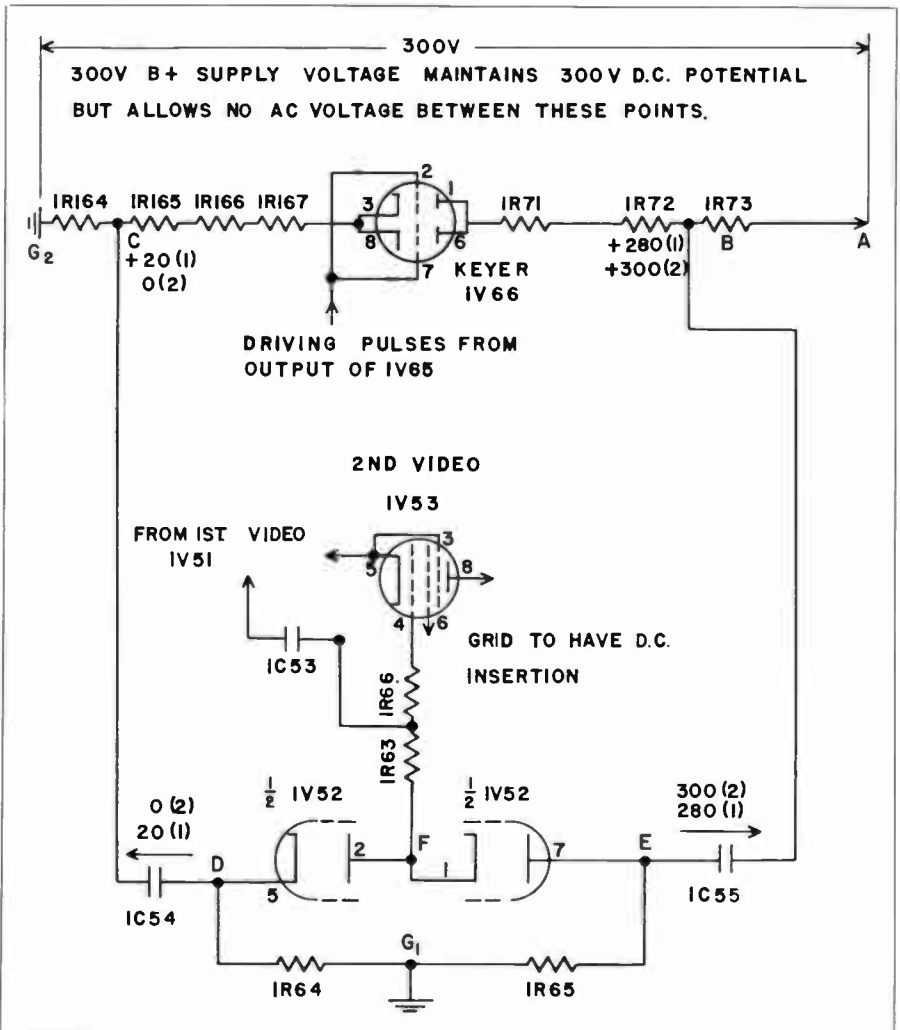 300V
300V B+ SUPPLY VOLTAGE MAINTAINS 300V D.C. POTENTIAL
BUT ALLOWS NO AC VOLTAGE BETWEEN THESE POINTS.
1R164 1R165 1R166 1R167 3 8 2 7 1 6 1R71 1R72 1R73
G2 C B A
+20(1) +280(1)
0(2) +300(2)
KEYER
1V66
DRIVING PULSES FROM
OUTPUT OF 1V65
2ND VIDEO
1V53
FROM 1ST VIDEO
1V51
3
5 8
4 6
GRID TO HAVE D.C.
INSERTION
1C53
1R66
1R63
1/2 1V52 1/2 1V52
0(2) 300(2)
20(1) 280(1)
D 2 F 1 7 E
5
1C54 1C55
G1
1R64 1R65